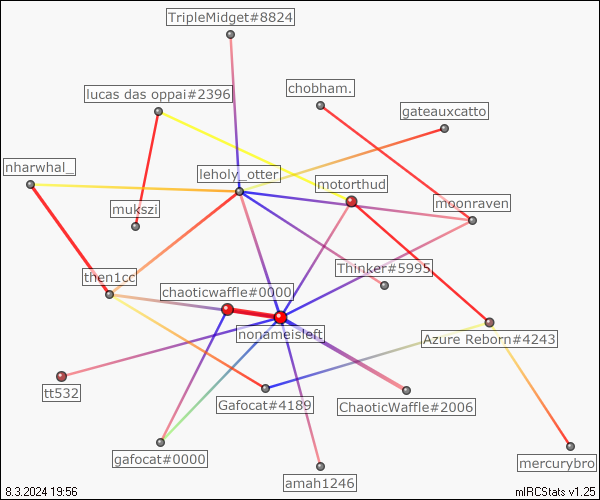 TripleMidget#8824
chobham.
lucas das oppai#2396
gateauxcatto
nharwhal_
leholy_otter
motorthud
moonraven
mukszi
Thinker#5995
then1cc
chaoticwaffle#0000
nonameisleft
Azure Reborn#4243
tt532
Gafocat#4189
ChaoticWaffle#2006
gafocat#0000
mercurybro
amah1246
8.3.2024 19:56
mIRCStats v1.25